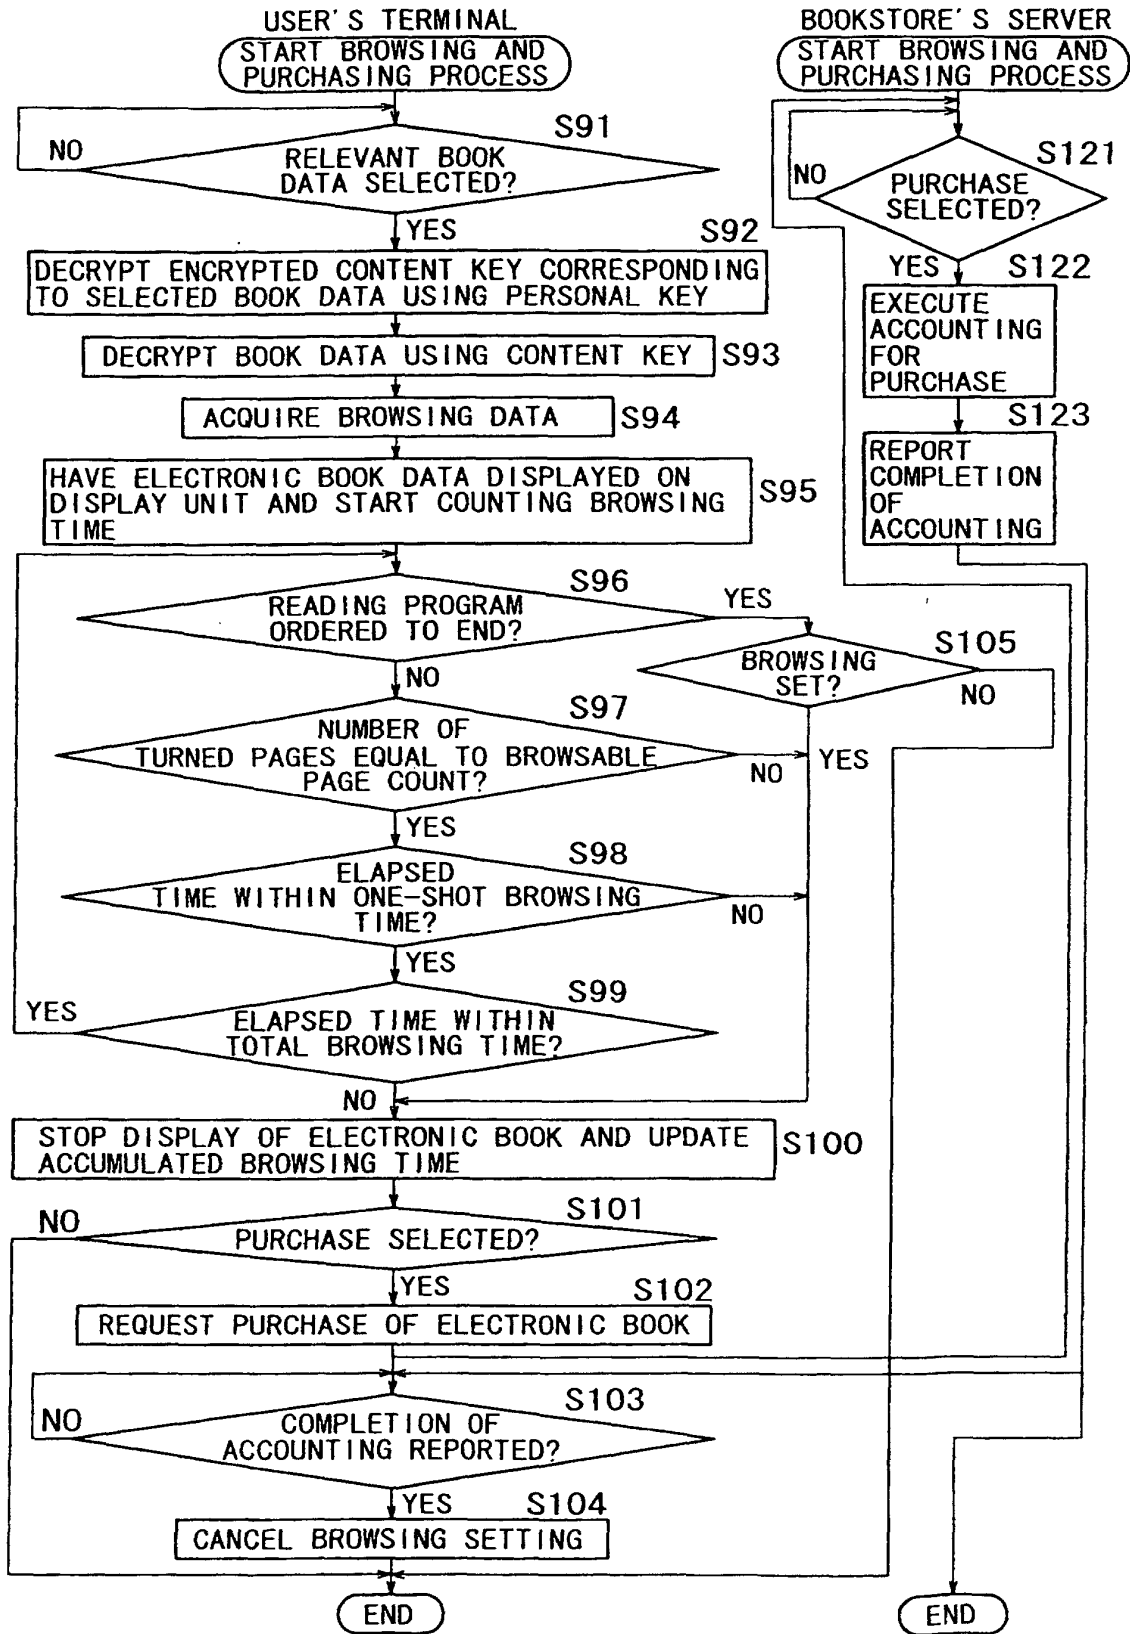 USER'S TERMINAL
START BROWSING AND
PURCHASING PROCESS
NO
S91
RELEVANT BOOK
DATA SELECTED?
YES
S92
DECRYPT ENCRYPTED CONTENT KEY CORRESPONDING
TO SELECTED BOOK DATA USING PERSONAL KEY
DECRYPT BOOK DATA USING CONTENT KEY
S93
ACQUIRE BROWSING DATA
S94
HAVE ELECTRONIC BOOK DATA DISPLAYED ON
DISPLAY UNIT AND START COUNTING BROWSING
TIME
S95
S96
READING PROGRAM
ORDERED TO END?
YES
NO
S105
BROWSING
SET?
NO
YES
S97
NUMBER OF
TURNED PAGES EQUAL TO BROWSABLE
PAGE COUNT?
NO
YES
S98
ELAPSED
TIME WITHIN ONE-SHOT BROWSING
TIME?
NO
YES
S99
YES
ELAPSED TIME WITHIN
TOTAL BROWSING TIME?
NO
STOP DISPLAY OF ELECTRONIC BOOK AND UPDATE
ACCUMULATED BROWSING TIME
S100
S101
NO
PURCHASE SELECTED?
YES
S102
REQUEST PURCHASE OF ELECTRONIC BOOK
S103
NO
COMPLETION OF
ACCOUNTING REPORTED?
YES
S104
CANCEL BROWSING SETTING
END
BOOKSTORE'S SERVER
START BROWSING AND
PURCHASING PROCESS
S121
NO
PURCHASE
SELECTED?
YES
S122
EXECUTE
ACCOUNTING
FOR
PURCHASE
S123
REPORT
COMPLETION
OF
ACCOUNTING
END